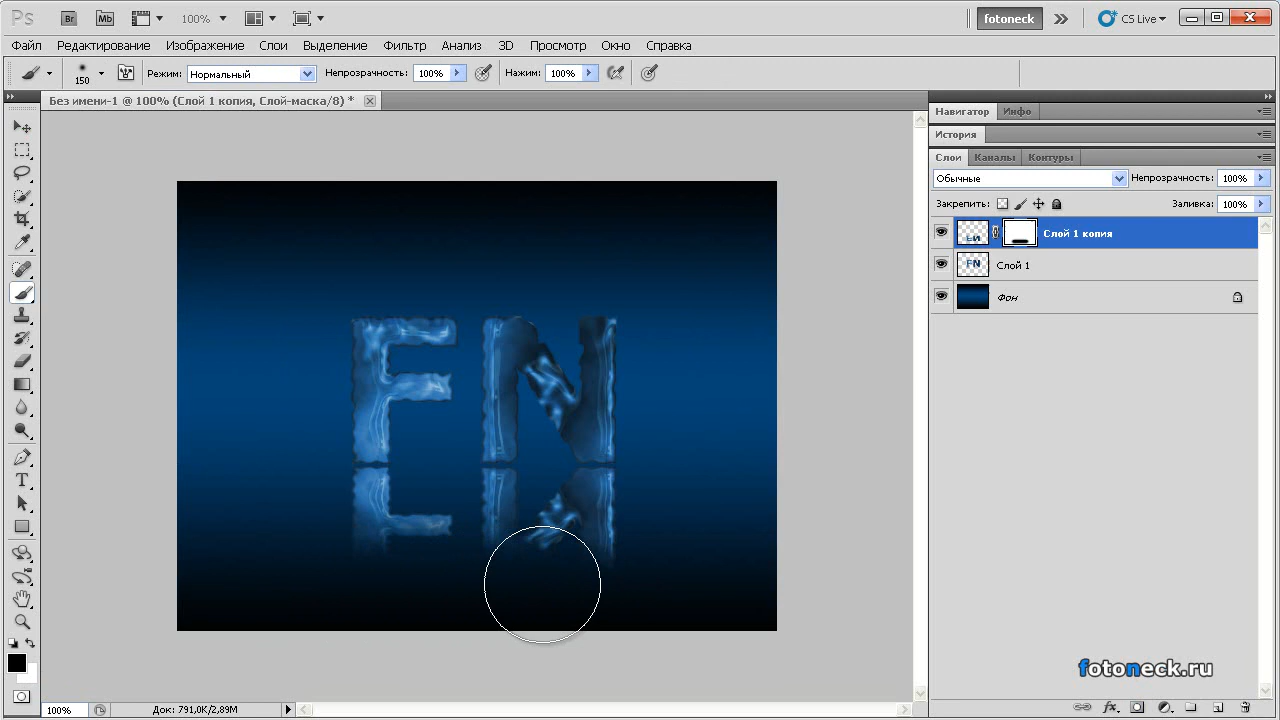 Ps Br Mb 100% fotoneck CS Live
Файл Редактирование Изображение Слои Выделение Фильтр Анализ 3D Просмотр Окно Справка
150 Режим: Нормальный Непрозрачность: 100% Нажим: 100%
Без имени-1 @ 100% (Слой 1 копия, Слой-маска/8) *
Навигатор Инфо
История
Слои Каналы Контуры
Обычные Непрозрачность: 100%
Закрепить: Заливка: 100%
Слой 1 копия
Слой 1
Фон
FN
fotoneck.ru
100% Док: 791,0K/2,89M